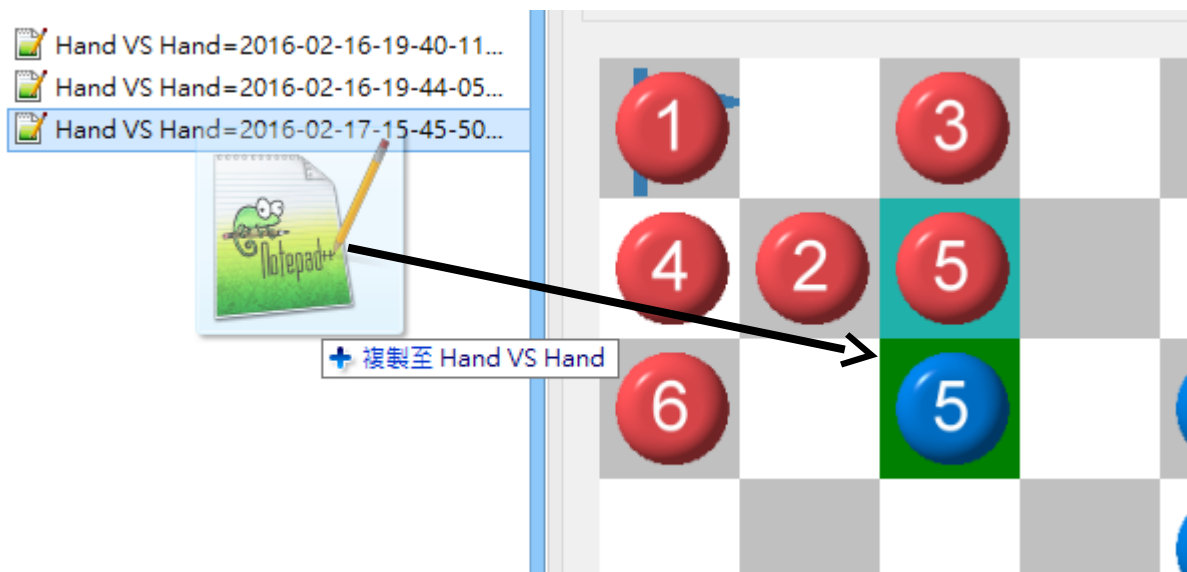 Hand VS Hand=2016-02-16-19-40-11...
Hand VS Hand=2016-02-16-19-44-05...
Hand VS Hand=2016-02-17-15-45-50...
Notepad++
複製至 Hand VS Hand
1 3
4 2 5
6 5